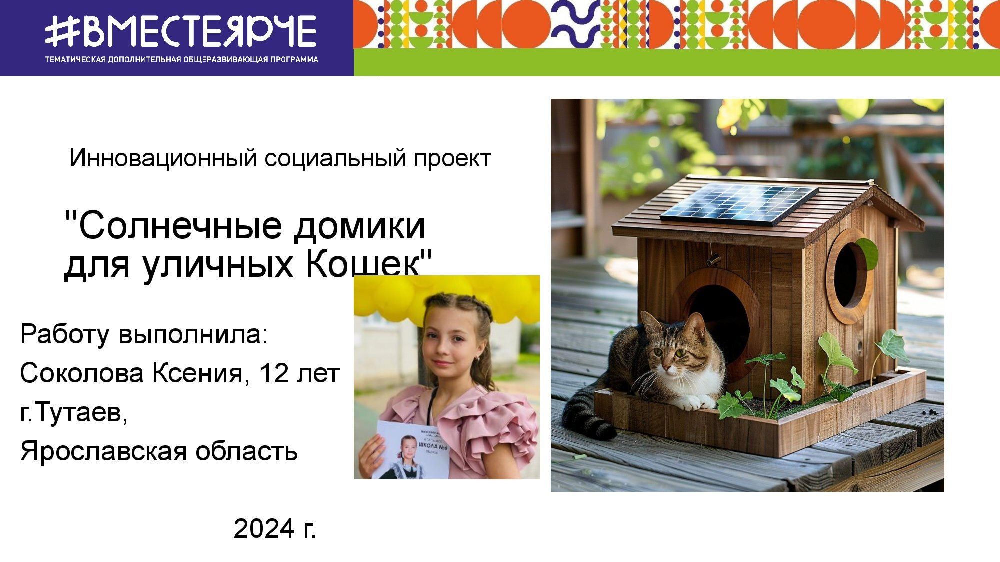 #ВМЕСТЕЯРЧЕ
ТЕМАТИЧЕСКАЯ ДОПОЛНИТЕЛЬНАЯ ОБЩЕРАЗВИВАЮЩАЯ ПРОГРАММА
Инновационный социальный проект
"Солнечные домики
для уличных Кошек"
Работу выполнила:
Соколова Ксения, 12 лет
г.Тутаев,
Ярославская область
ШКОЛА №6
2024 г.